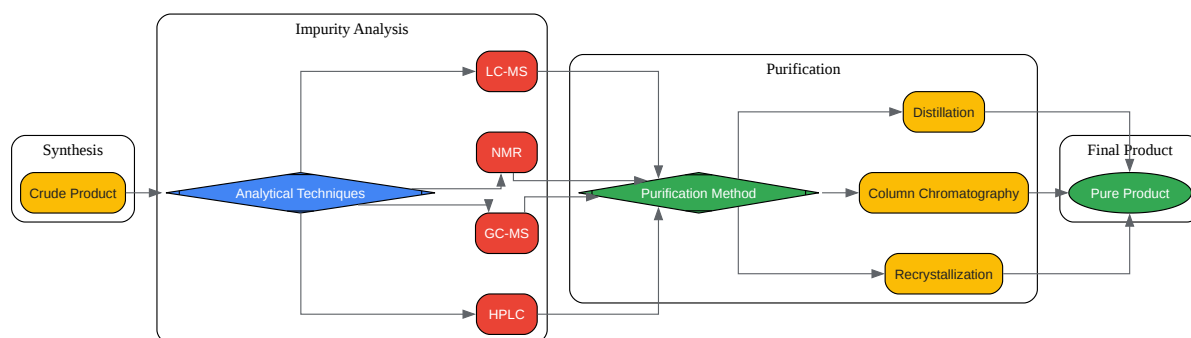 Synthesis
Crude Product
Impurity Analysis
Analytical Techniques
LC-MS
NMR
GC-MS
HPLC
Purification
Purification Method
Distillation
Column Chromatography
Recrystallization
Final Product
Pure Product